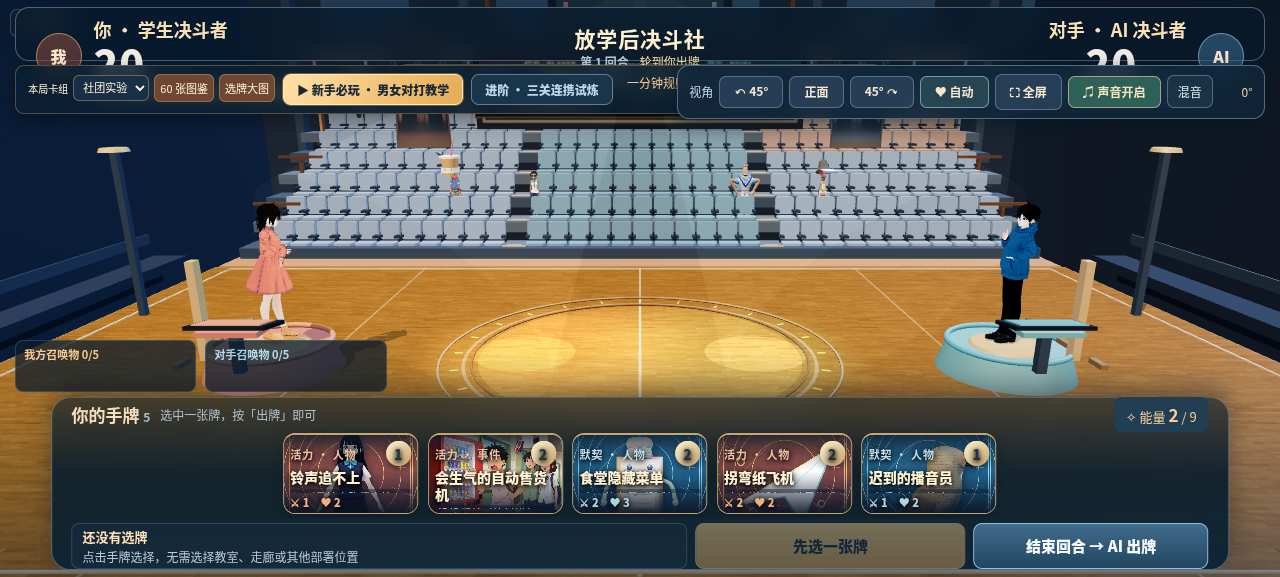 你 · 学生决斗者
我
20
放学后决斗社
第 1 回合 · 轮到你出牌
对手 · AI 决斗者
20
AI
本局卡组
社团实验
60 张图鉴
选牌大图
▶ 新手必玩 · 男女对打教学
进阶 · 三关连携试炼
一分钟规
视角
↶ 45°
正面
45° ↷
♥ 自动
⛶ 全屏
♫ 声音开启
混音
0°
我方召唤物 0/5
对手召唤物 0/5
你的手牌 5 选中一张牌，按「出牌」即可
✧ 能量 2 / 9
活力 · 人物 1
铃声追不上
⚔ 1 ♥ 2
活力 · 事件 2
会生气的自动售货
机
默契 · 人物 2
食堂隐藏菜单
⚔ 2 ♥ 3
活力 · 人物 2
拐弯纸飞机
⚔ 2 ♥ 2
默契 · 人物 1
迟到的播音员
⚔ 1 ♥ 2
还没有选牌
点击手牌选择，无需选择教室、走廊或其他部署位置
先选一张牌
结束回合 → AI 出牌